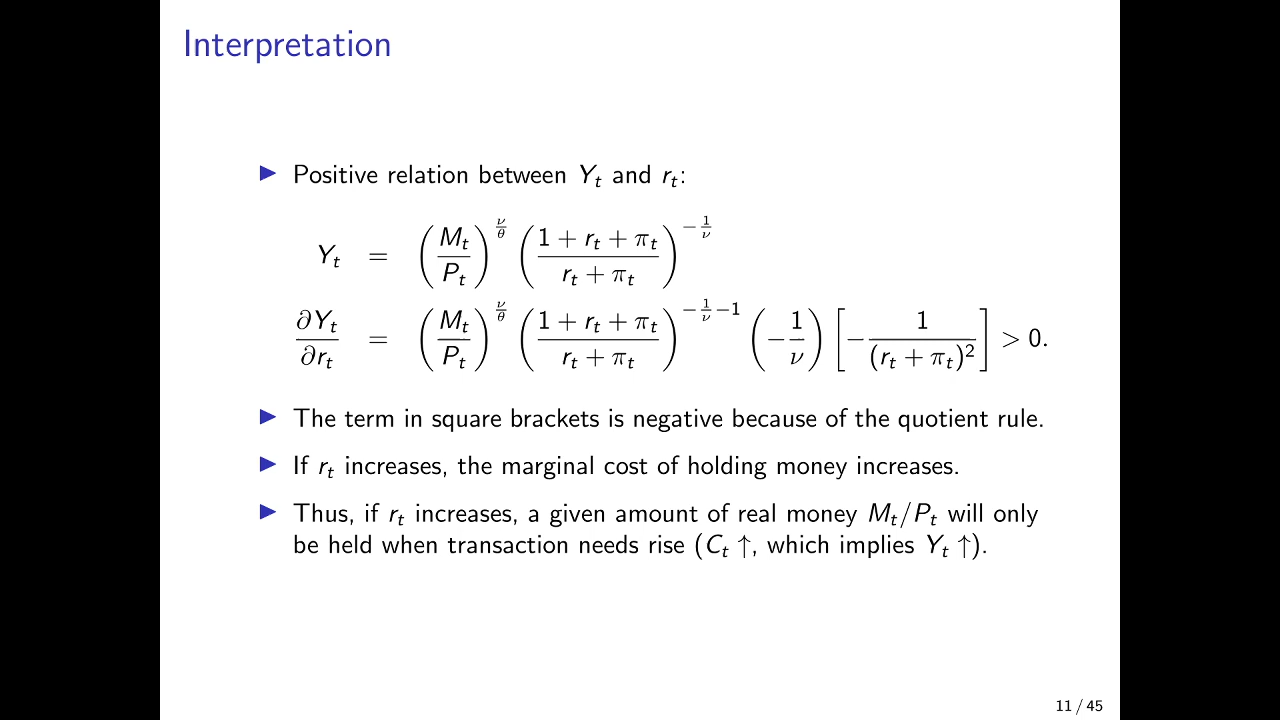 Interpretation
▶ Positive relation between Y_t and r_t:
Y_t = (M_t / P_t)^{ν/θ} ((1 + r_t + π_t) / (r_t + π_t))^{−1/ν}
∂Y_t / ∂r_t = (M_t / P_t)^{ν/θ} ((1 + r_t + π_t) / (r_t + π_t))^{−1/ν −1} (−1/ν) [−1 / (r_t + π_t)^2] > 0.
▶ The term in square brackets is negative because of the quotient rule.
▶ If r_t increases, the marginal cost of holding money increases.
▶ Thus, if r_t increases, a given amount of real money M_t/P_t will only
be held when transaction needs rise (C_t ↑, which implies Y_t ↑).
11 / 45